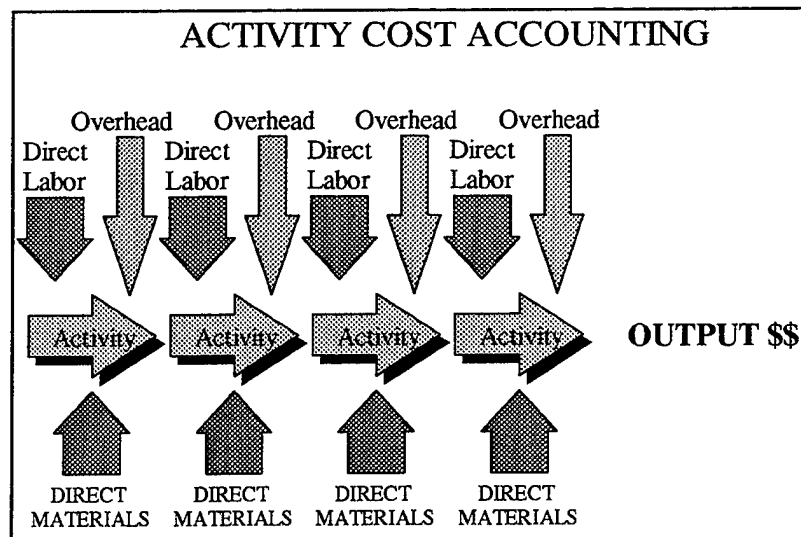 ACTIVITY COST ACCOUNTING
Overhead Overhead Overhead Overhead
Direct Direct Direct Direct
Labor Labor Labor Labor
Activity Activity Activity Activity OUTPUT $$
DIRECT DIRECT DIRECT DIRECT
MATERIALS MATERIALS MATERIALS MATERIALS